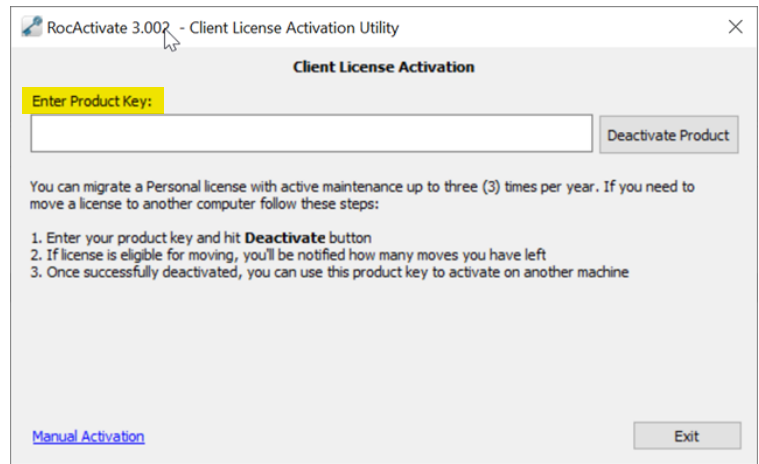 RocActivate 3.002 - Client License Activation Utility
Client License Activation
Enter Product Key:
Deactivate Product
You can migrate a Personal license with active maintenance up to three (3) times per year. If you need to
move a license to another computer follow these steps:
1. Enter your product key and hit Deactivate button
2. If license is eligible for moving, you'll be notified how many moves you have left
3. Once successfully deactivated, you can use this product key to activate on another machine
Manual Activation
Exit